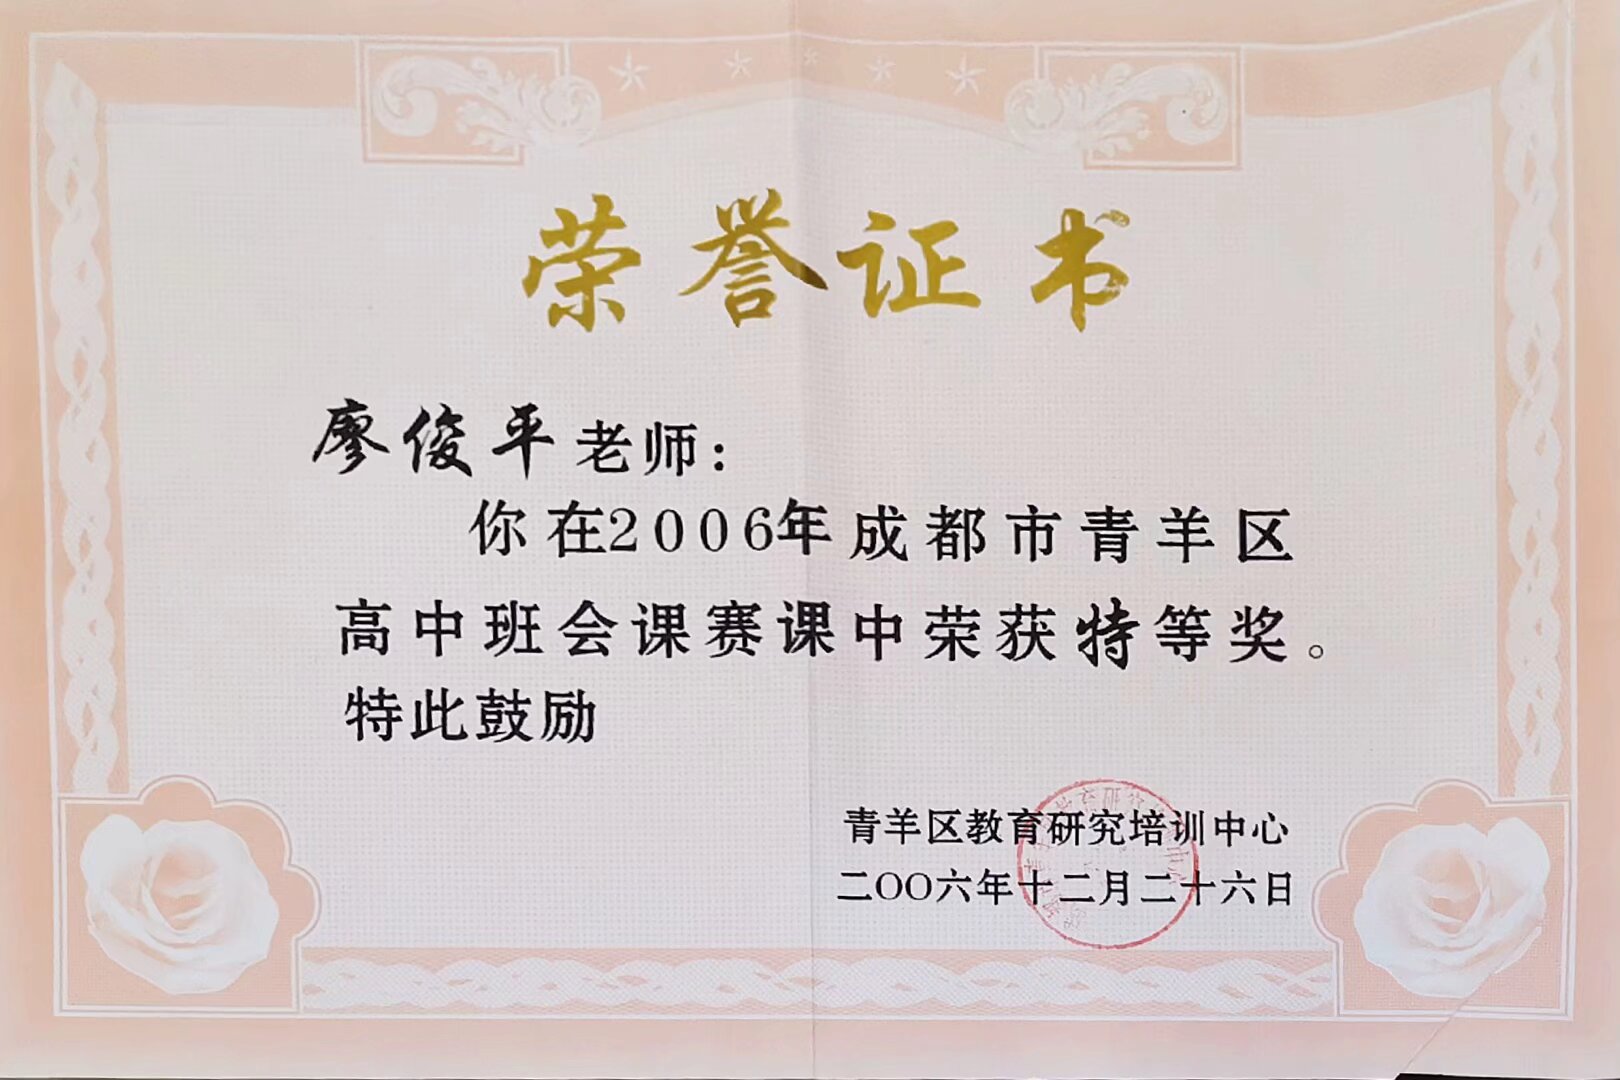 荣誉证书
廖俊平老师：
你在2006年成都市青羊区
高中班会课赛课中荣获特等奖。
特此鼓励
青羊区教育研究培训中心
二〇〇六年十二月二十六日